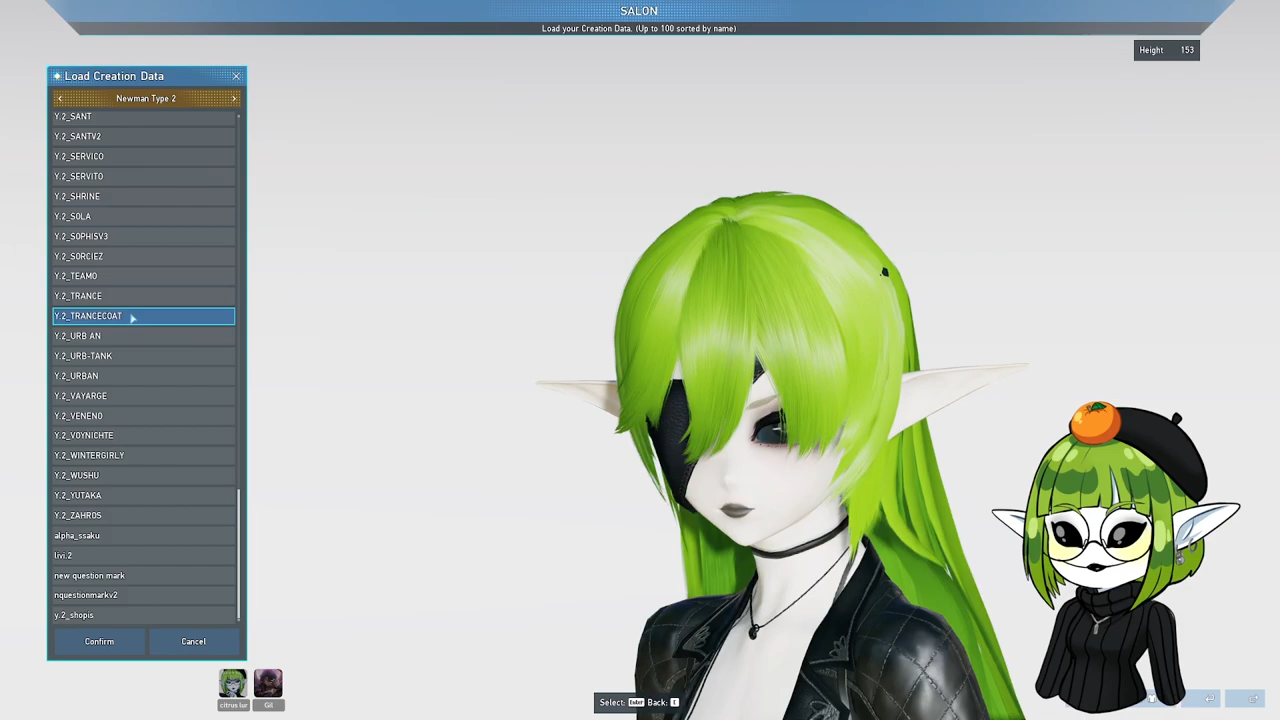 SALON
Load your Creation Data. (Up to 100 sorted by name)
Height 153
Load Creation Data
Newman Type 2
Y.2_SANT
Y.2_SANTV2
Y.2_SERVICO
Y.2_SERVITO
Y.2_SHRINE
Y.2_SOLA
Y.2_SOPHISV3
Y.2_SORCIEZ
Y.2_TEAMO
Y.2_TRANCE
Y.2_TRANCECOAT
Y.2_URB AN
Y.2_URB-TANK
Y.2_URBAN
Y.2_VAYARGE
Y.2_VENENO
Y.2_VOYNICHTE
Y.2_WINTERGIRLY
Y.2_WUSHU
Y.2_YUTAKA
Y.2_ZAHROS
alpha_ssaku
livi.2
new question mark
nquestionmarkv2
y.2_shopis
Confirm Cancel
citrus lur Gil
Select: Enter Back: E